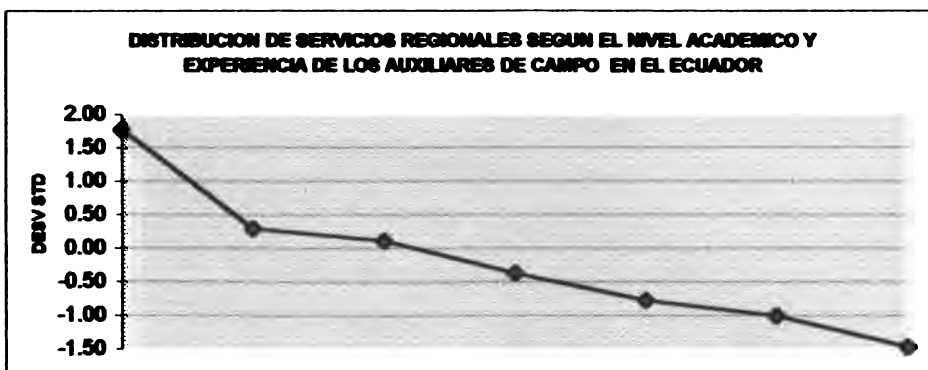 DISTRIBUCION DE SERVICIOS REGIONALES SEGUN EL NIVEL ACADEMICO Y
EXPERIENCIA DE LOS AUXILIARES DE CAMPO EN EL ECUADOR
DESV STD
2.00
1.50
1.00
0.50
0.00
-0.50
-1.00
-1.50